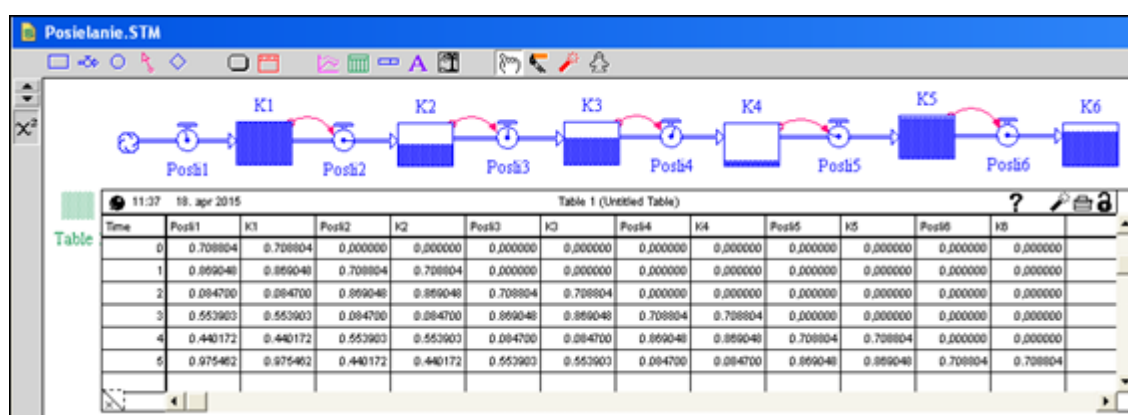 Posielanie.STM
A
χ²
K1 K2 K3 K4 K5 K6
Posli1 Posli2 Posli3 Posli4 Posli5 Posli6
Table
11:37 18. apr 2015 Table 1 (Untitled Table) ?
Time Posli1 K1 Posli2 K2 Posli3 K3 Posli4 K4 Posli5 K5 Posli6 K6
0 0.708804 0.708804 0,000000 0,000000 0,000000 0,000000 0,000000 0,000000 0,000000 0,000000 0,000000 0,000000
1 0.869048 0.869048 0.708804 0.708804 0,000000 0,000000 0,000000 0,000000 0,000000 0,000000 0,000000 0,000000
2 0.084700 0.084700 0.869048 0.869048 0.708804 0.708804 0,000000 0,000000 0,000000 0,000000 0,000000 0,000000
3 0.553903 0.553903 0.084700 0.084700 0.869048 0.869048 0.708804 0.708804 0,000000 0,000000 0,000000 0,000000
4 0.440172 0.440172 0.553903 0.553903 0.084700 0.084700 0.869048 0.869048 0.708804 0.708804 0,000000 0,000000
5 0.975462 0.975462 0.440172 0.440172 0.553903 0.553903 0.084700 0.084700 0.869048 0.869048 0.708804 0.708804